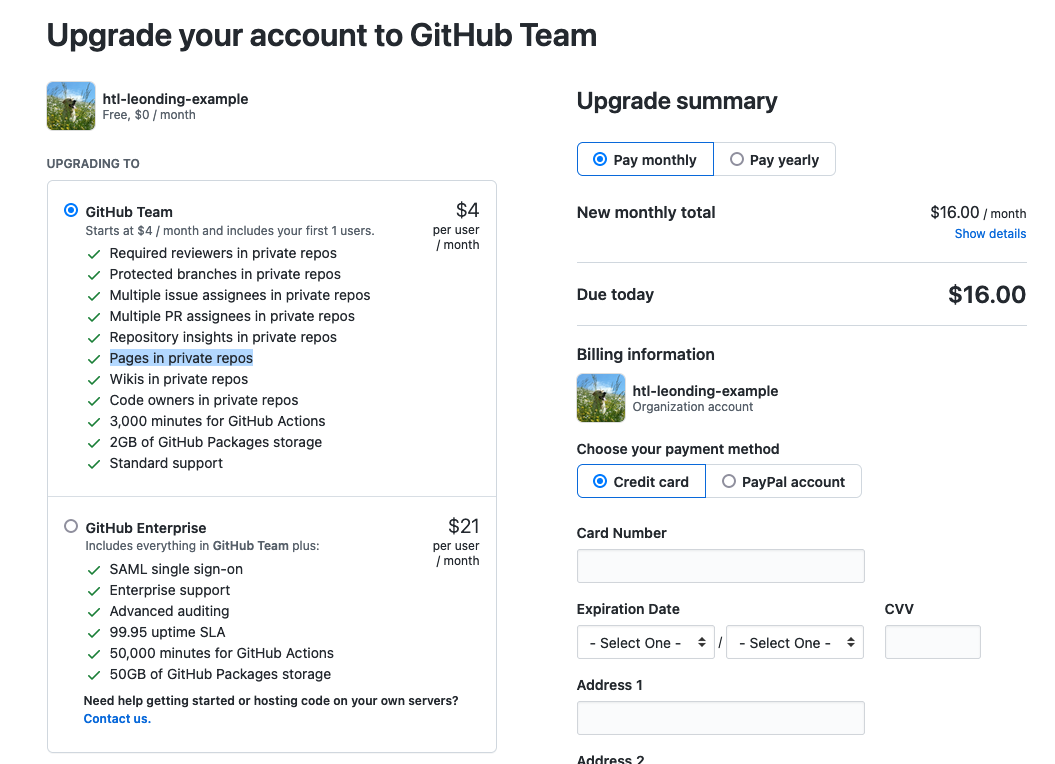 Upgrade your account to GitHub Team
htl-leonding-example
Free, $0 / month
UPGRADING TO
GitHub Team
$4
Starts at $4 / month and includes your first 1 users.
per user
/ month
Required reviewers in private repos
Protected branches in private repos
Multiple issue assignees in private repos
Multiple PR assignees in private repos
Repository insights in private repos
Pages in private repos
Wikis in private repos
Code owners in private repos
3,000 minutes for GitHub Actions
2GB of GitHub Packages storage
Standard support
GitHub Enterprise
$21
Includes everything in GitHub Team plus:
per user
/ month
SAML single sign-on
Enterprise support
Advanced auditing
99.95 uptime SLA
50,000 minutes for GitHub Actions
50GB of GitHub Packages storage
Need help getting started or hosting code on your own servers?
Contact us.
Upgrade summary
Pay monthly
Pay yearly
New monthly total
$16.00 / month
Show details
Due today
$16.00
Billing information
htl-leonding-example
Organization account
Choose your payment method
Credit card
PayPal account
Card Number
Expiration Date
CVV
- Select One - / - Select One -
Address 1
Address 2